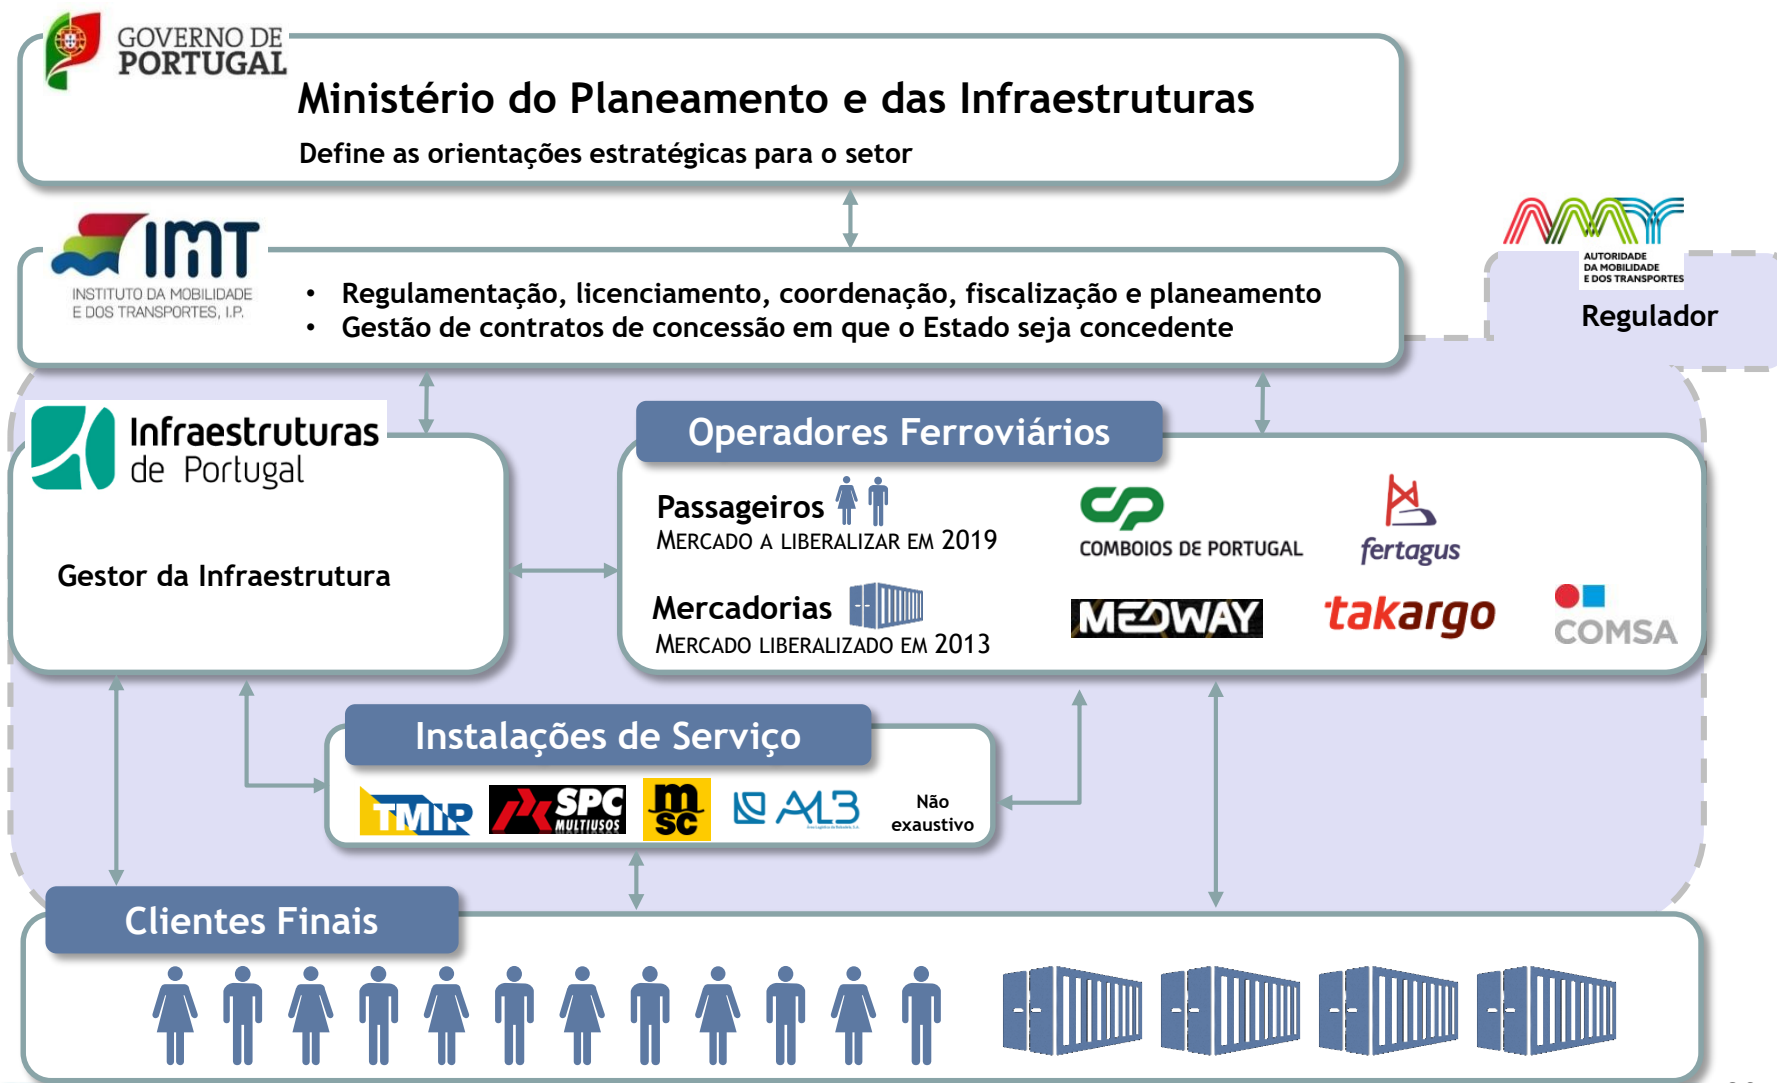 GOVERNO DE
PORTUGAL
Ministério do Planeamento e das Infraestruturas
Define as orientações estratégicas para o setor
IMT
INSTITUTO DA MOBILIDADE
E DOS TRANSPORTES, I.P.
• Regulamentação, licenciamento, coordenação, fiscalização e planeamento
• Gestão de contratos de concessão em que o Estado seja concedente
AMT
AUTORIDADE
DA MOBILIDADE
E DOS TRANSPORTES
Regulador
Infraestruturas
de Portugal
Gestor da Infraestrutura
Operadores Ferroviários
Passageiros
MERCADO A LIBERALIZAR EM 2019
CP
COMBOIOS DE PORTUGAL
fertagus
Mercadorias
MERCADO LIBERALIZADO EM 2013
MEDWAY
takargo
COMSA
Instalações de Serviço
TMIP
SPC
MULTIUSOS
m
sc
AL3
Não
exaustivo
Clientes Finais